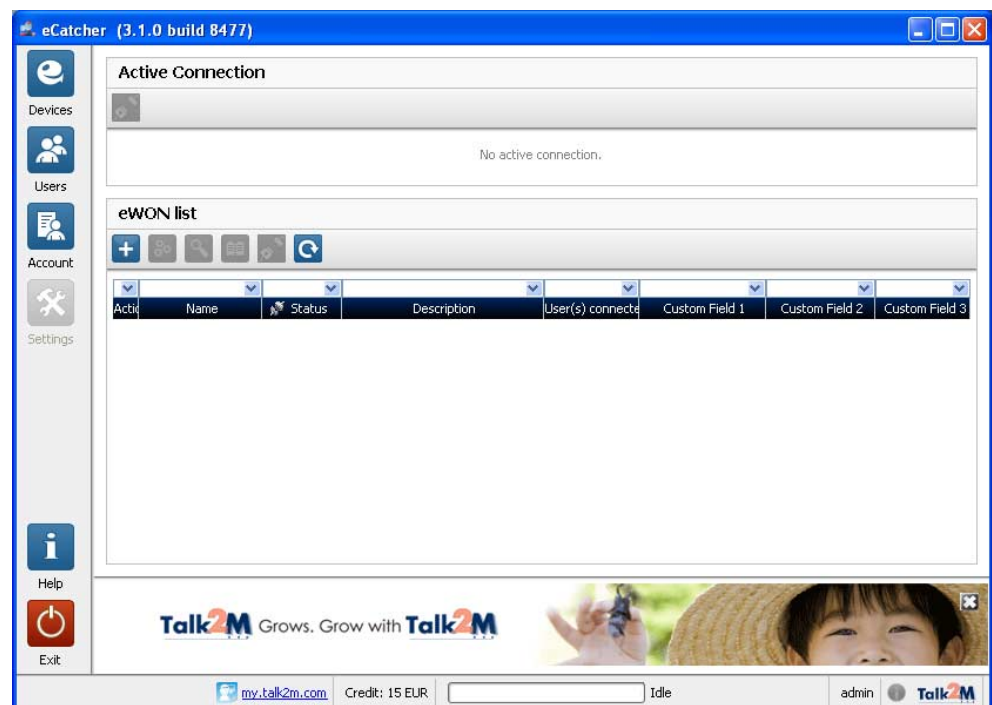 eCatcher (3.1.0 build 8477)
Devices
Users
Account
Settings
Help
Exit
Active Connection
No active connection.
eWON list
Actic Name Status Description User(s) connecte Custom Field 1 Custom Field 2 Custom Field 3
Talk2M Grows. Grow with Talk2M
my.talk2m.com Credit: 15 EUR Idle admin Talk2M